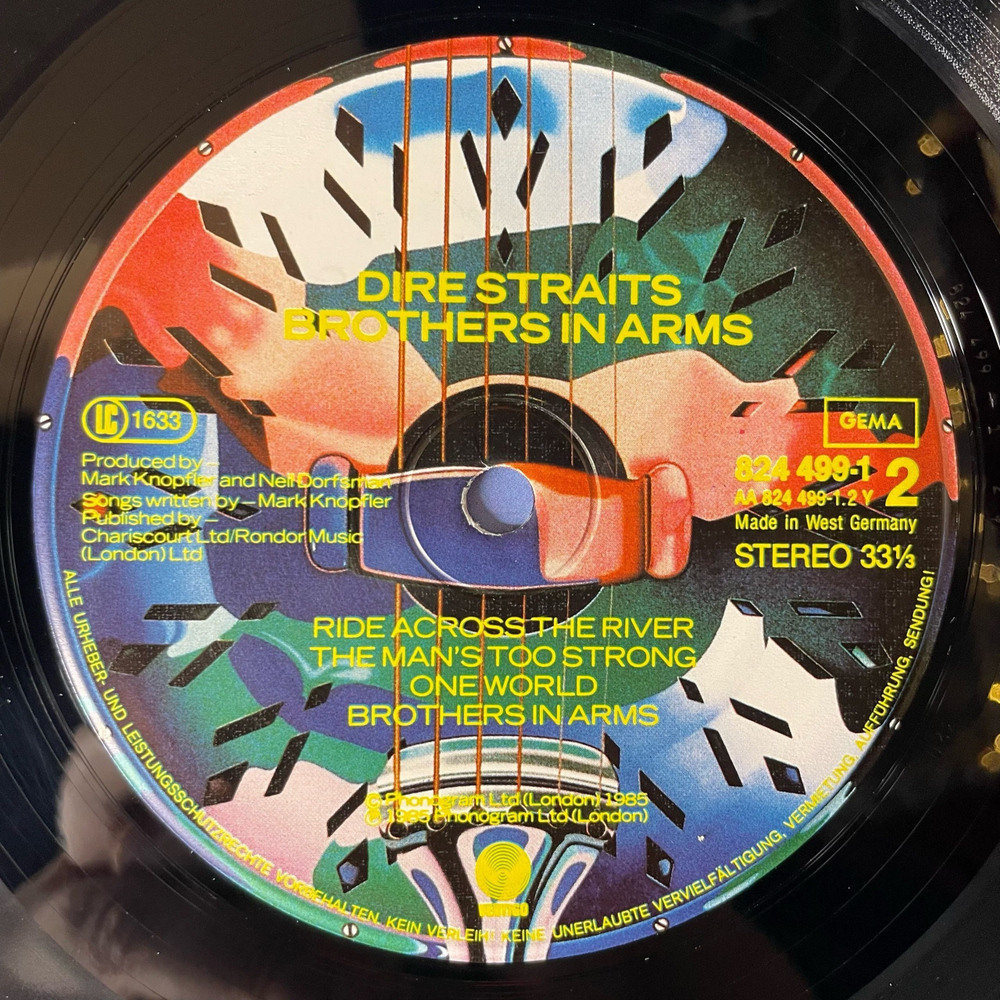 DIRE STRAITS
BROTHERS IN ARMS
LC 1633
GEMA
Produced by –
Mark Knopfler and Neil Dorfsman
Songs written by – Mark Knopfler
Published by –
Chariscourt Ltd/Rondor Music
(London) Ltd
824 499-1
AA 824 499-1.2 Y
2
Made in West Germany
STEREO 33⅓
RIDE ACROSS THE RIVER
THE MAN'S TOO STRONG
ONE WORLD
BROTHERS IN ARMS
© Phonogram Ltd (London) 1985
℗ 1985 Phonogram Ltd (London)
VERTIGO
ALLE URHEBER- UND LEISTUNGSSCHUTZRECHTE VORBEHALTEN. KEIN VERLEIH! KEINE UNERLAUBTE VERVIELFÄLTIGUNG, VERMIETUNG, AUFFÜHRUNG, SENDUNG!